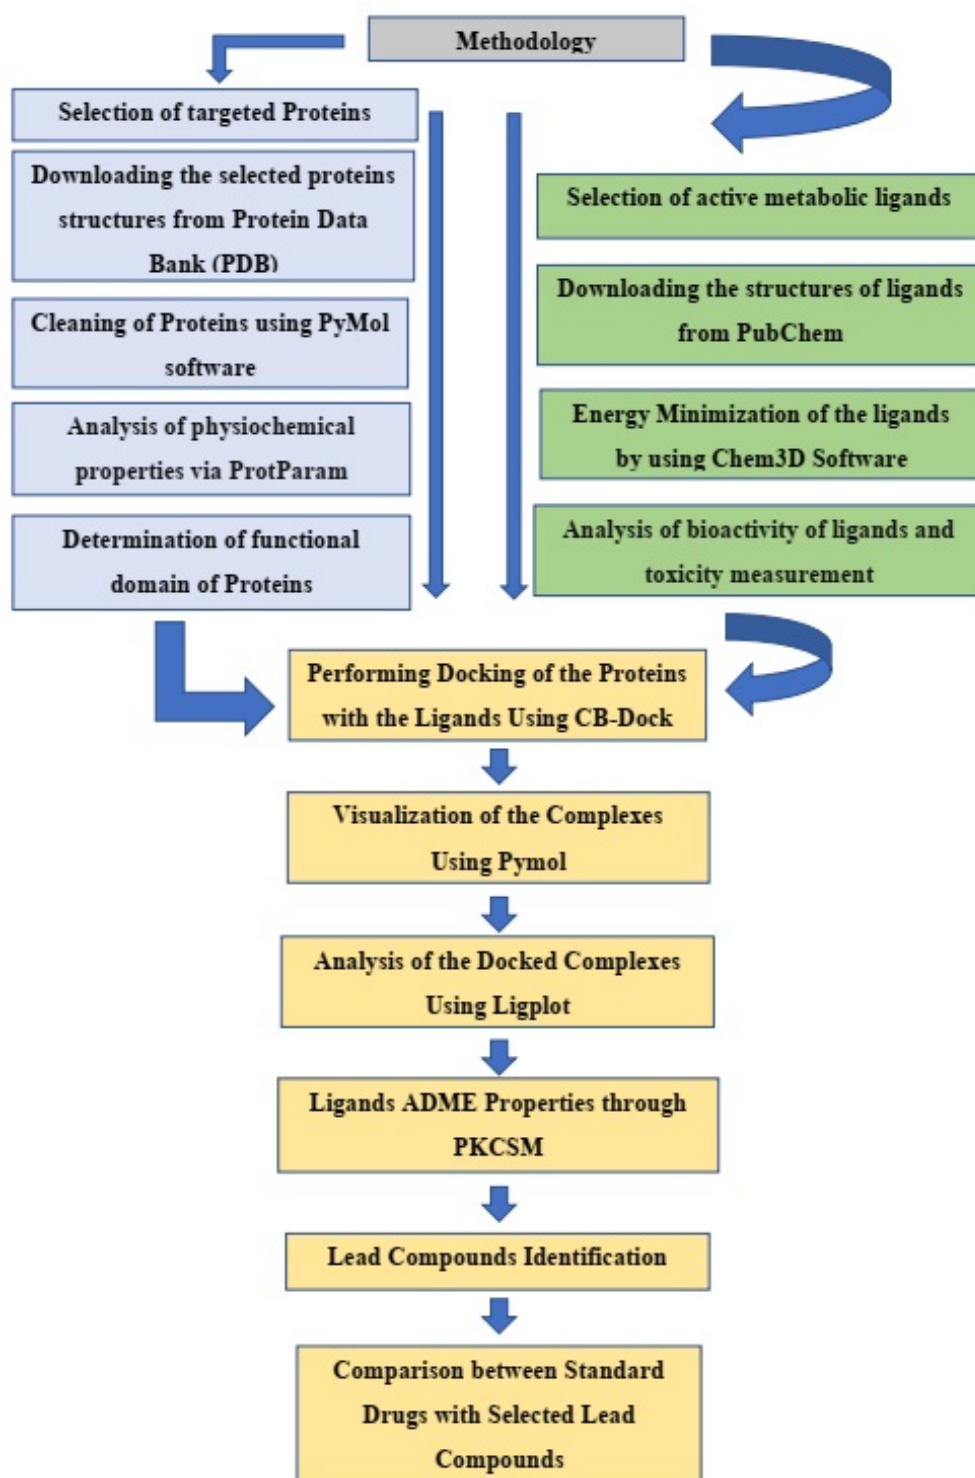 Methodology
Selection of targeted Proteins
Downloading the selected proteins
structures from Protein Data
Bank (PDB)
Cleaning of Proteins using PyMol
software
Analysis of physiochemical
properties via ProtParam
Determination of functional
domain of Proteins
Selection of active metabolic ligands
Downloading the structures of ligands
from PubChem
Energy Minimization of the ligands
by using Chem3D Software
Analysis of bioactivity of ligands and
toxicity measurement
Performing Docking of the Proteins
with the Ligands Using CB-Dock
Visualization of the Complexes
Using Pymol
Analysis of the Docked Complexes
Using Ligplot
Ligands ADME Properties through
PKCSM
Lead Compounds Identification
Comparison between Standard
Drugs with Selected Lead
Compounds